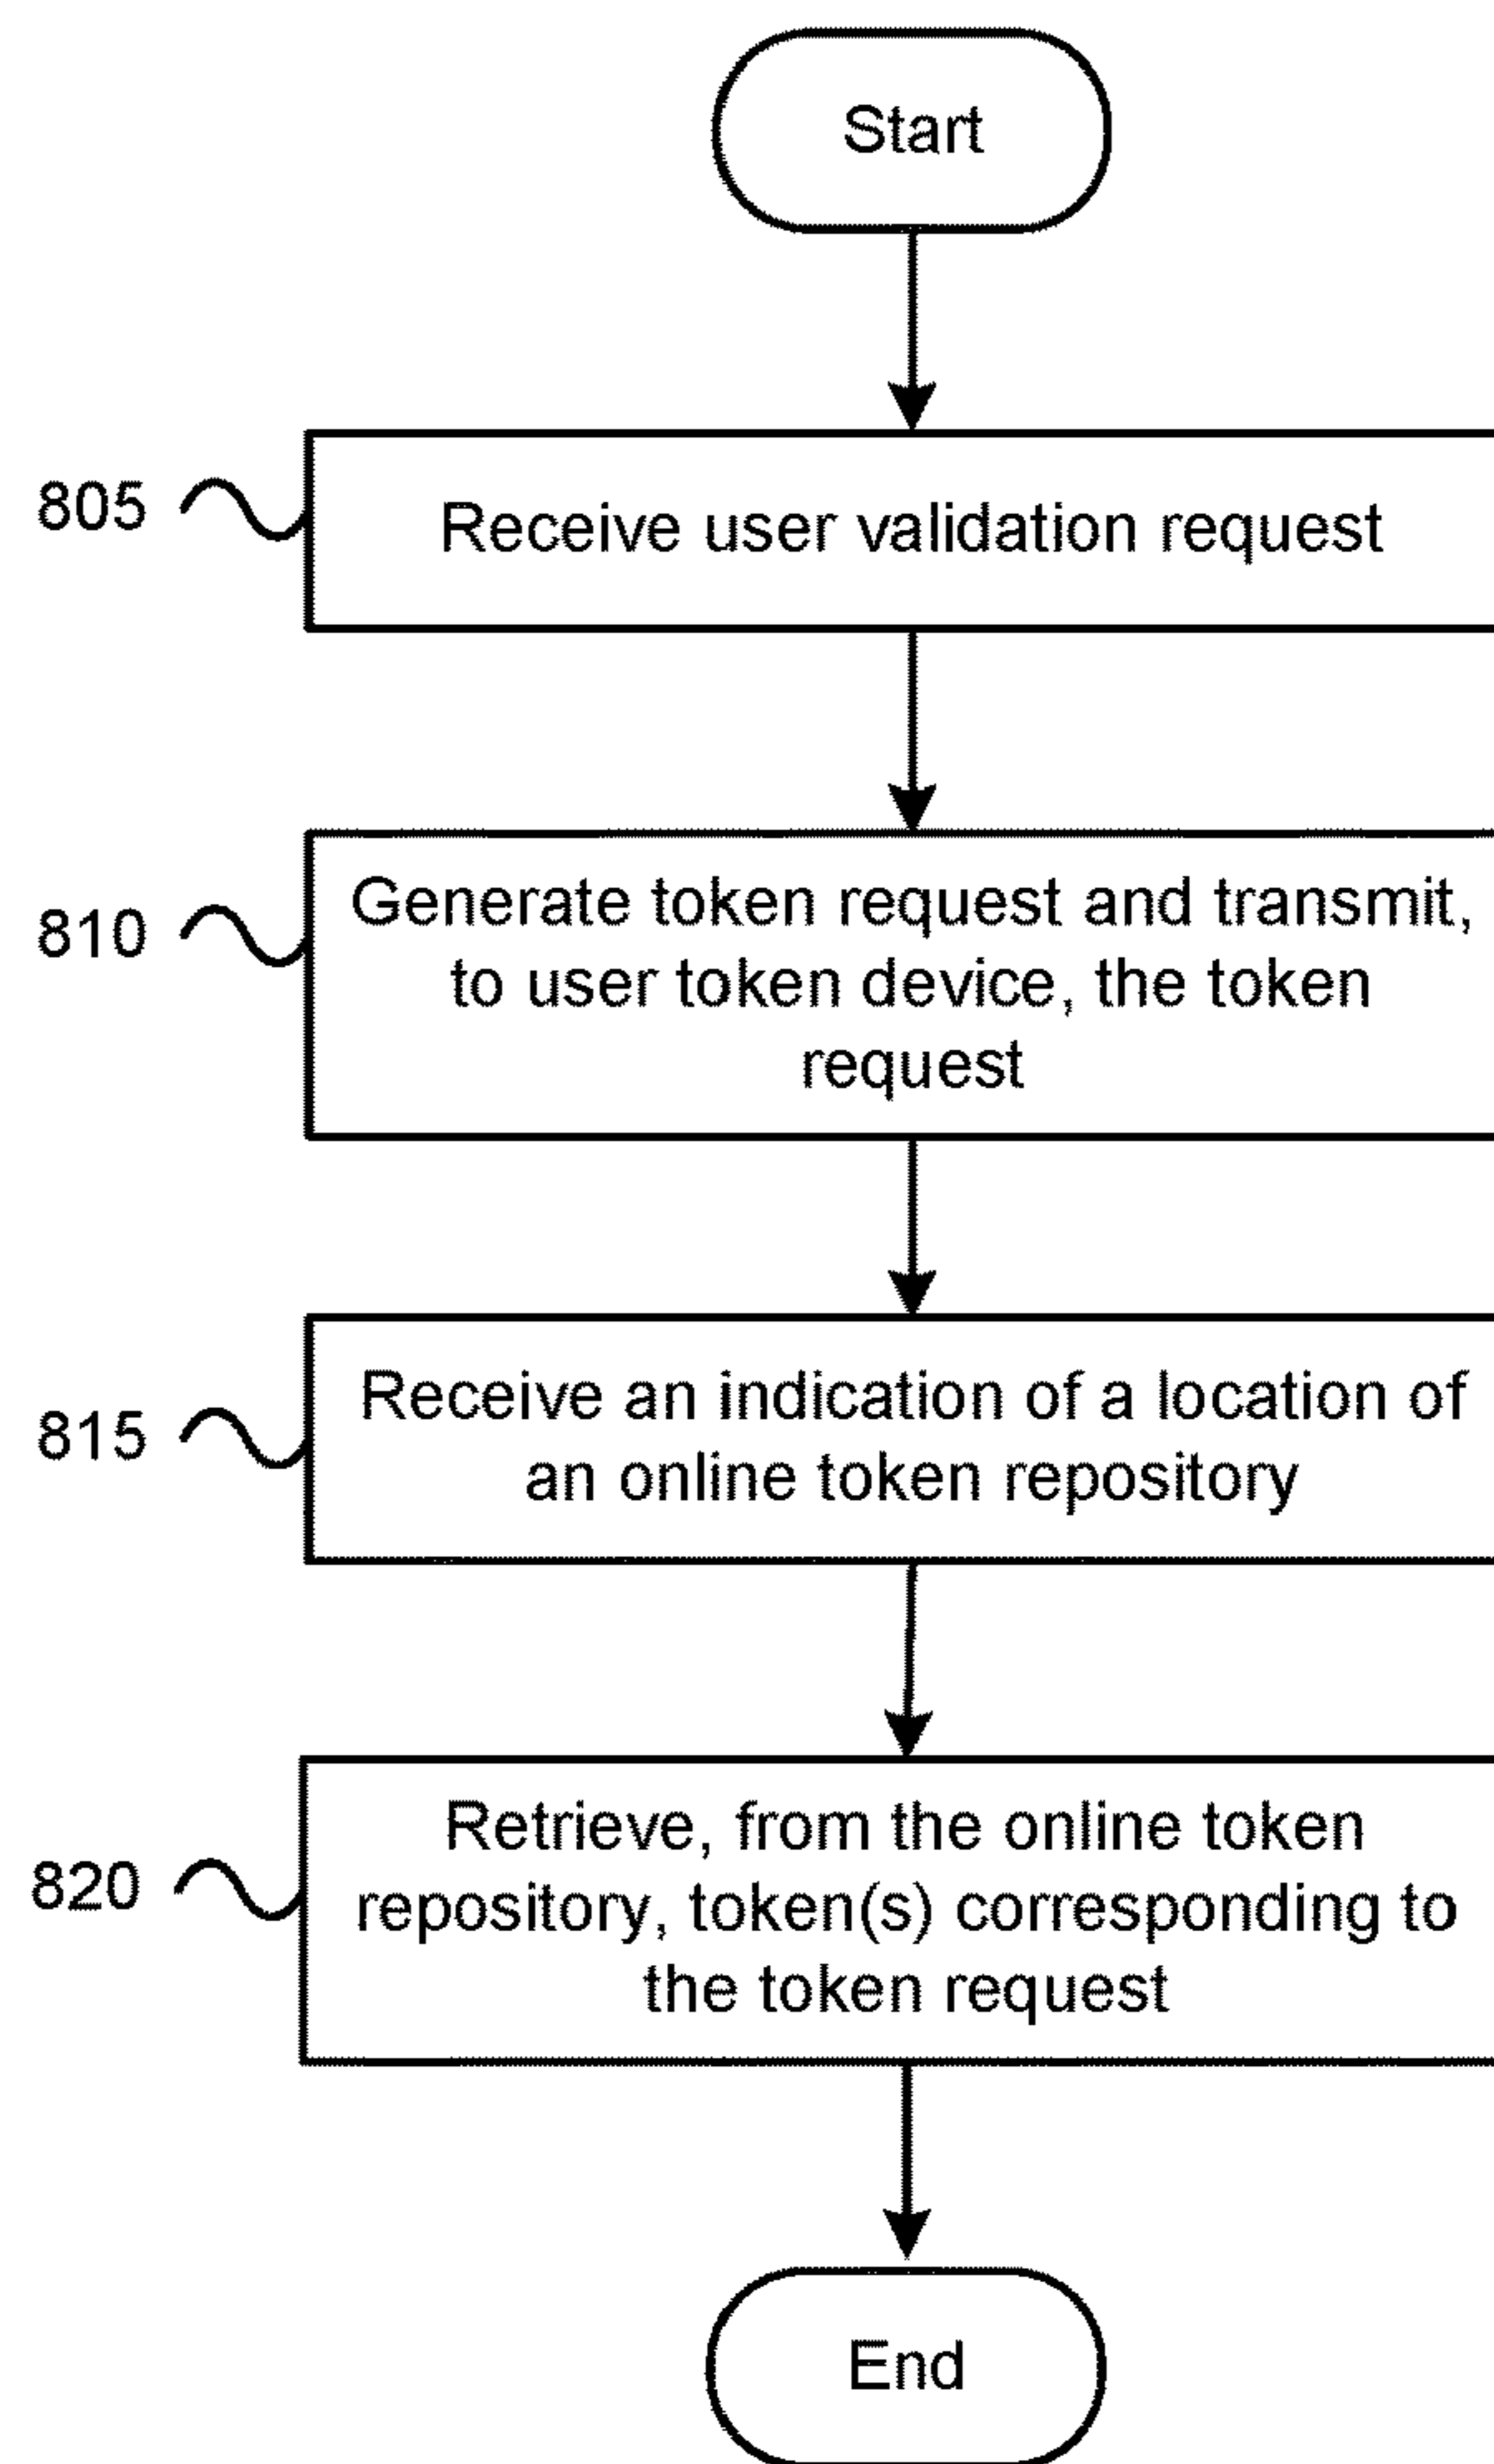 Start
805
Receive user validation request
810
Generate token request and transmit,
to user token device, the token
request
815
Receive an indication of a location of
an online token repository
820
Retrieve, from the online token
repository, token(s) corresponding to
the token request
End